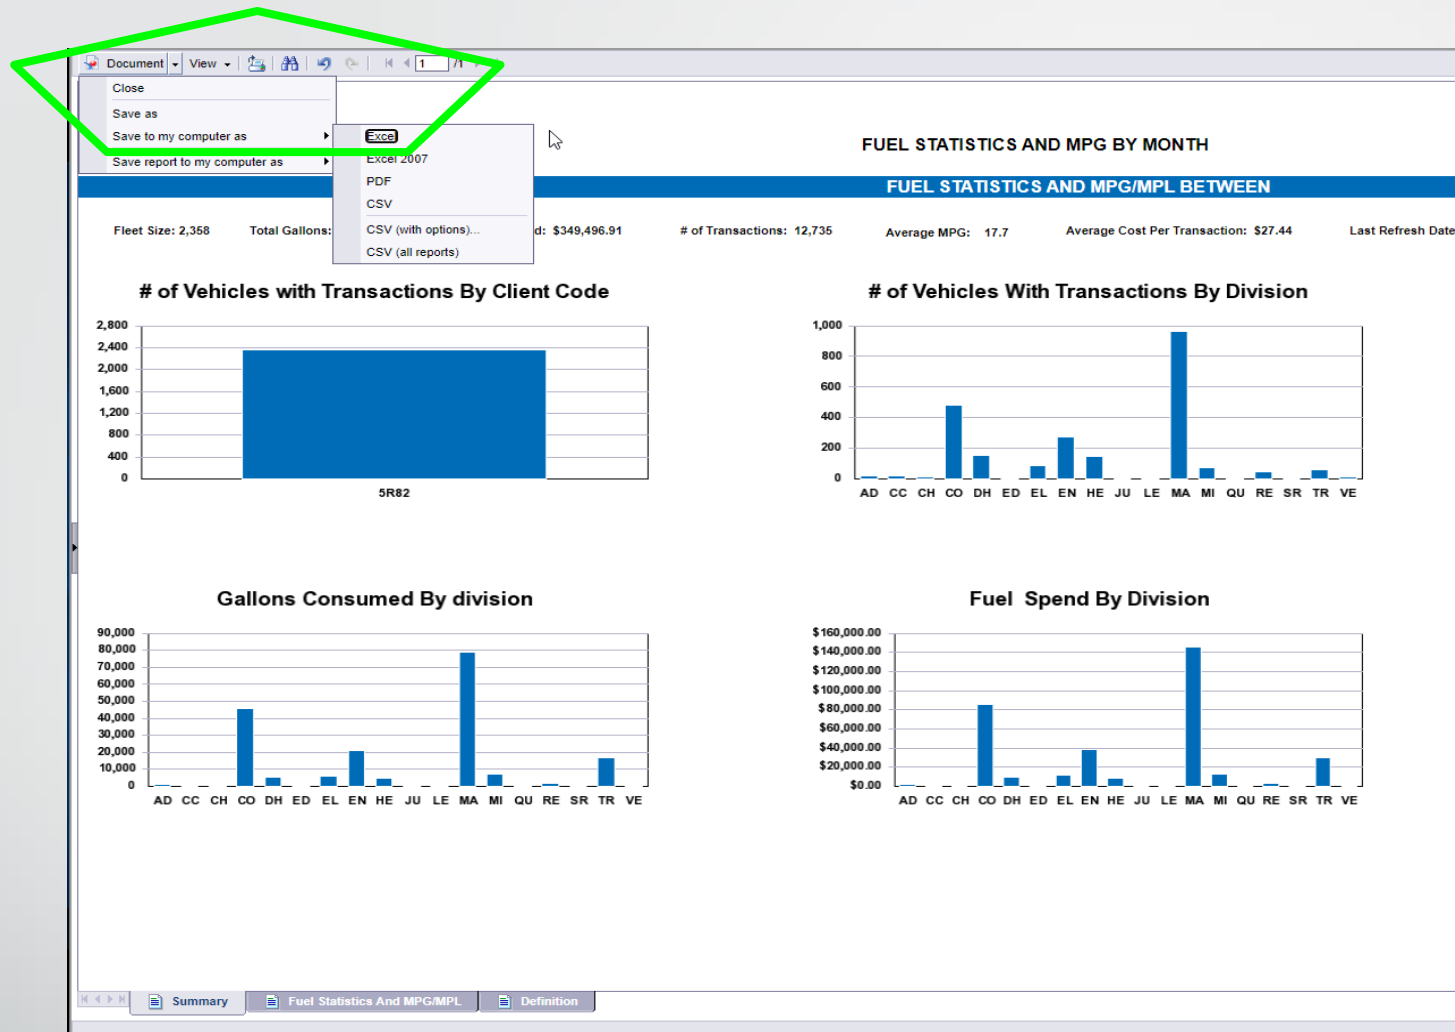 Document View 1 /1
Close
Save as
Save to my computer as
Save report to my computer as
Excel
Excel 2007
PDF
CSV
CSV (with options)...
CSV (all reports)
FUEL STATISTICS AND MPG BY MONTH
FUEL STATISTICS AND MPG/MPL BETWEEN
Fleet Size: 2,358 Total Gallons: d: $349,496.91 # of Transactions: 12,735 Average MPG: 17.7 Average Cost Per Transaction: $27.44 Last Refresh Date
# of Vehicles with Transactions By Client Code
2,800
2,400
2,000
1,600
1,200
800
400
0
5R82
# of Vehicles With Transactions By Division
1,000
800
600
400
200
0
AD CC CH CO DH ED EL EN HE JU LE MA MI QU RE SR TR VE
Gallons Consumed By division
90,000
80,000
70,000
60,000
50,000
40,000
30,000
20,000
10,000
0
AD CC CH CO DH ED EL EN HE JU LE MA MI QU RE SR TR VE
Fuel Spend By Division
$160,000.00
$140,000.00
$120,000.00
$100,000.00
$80,000.00
$60,000.00
$40,000.00
$20,000.00
$0.00
AD CC CH CO DH ED EL EN HE JU LE MA MI QU RE SR TR VE
Summary Fuel Statistics And MPG/MPL Definition